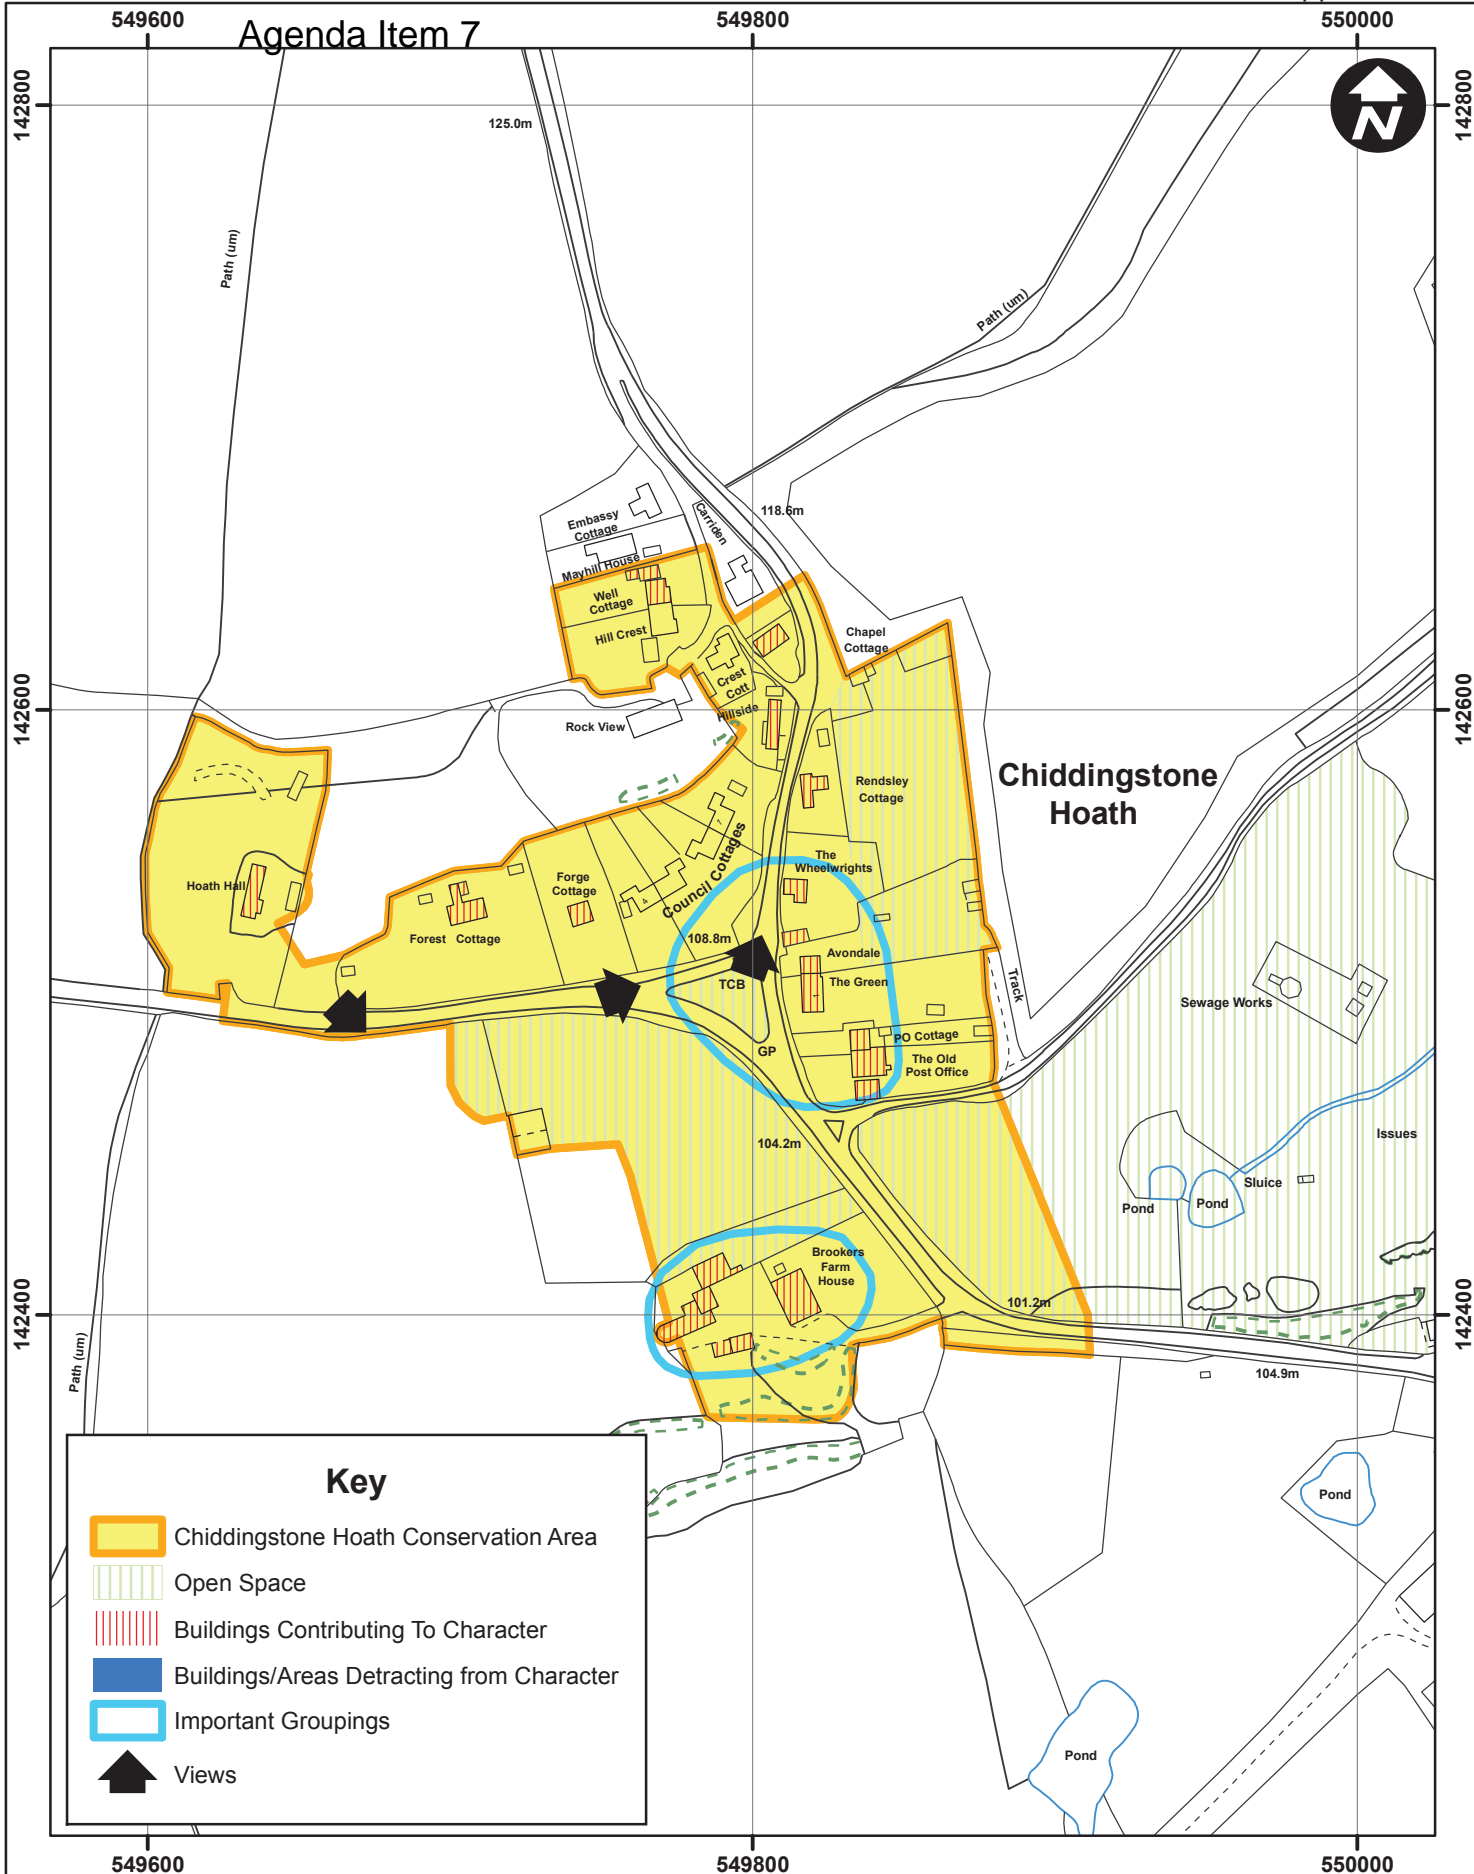 549600
549800
550000
Agenda Item 7
142800
142800
N
125.0m
Path (um)
Path (um)
118.6m
Carriden
Embassy
Cottage
Mayhill House
Well
Cottage
Hill Crest
Chapel
Cottage
Crest
Cott
Hillside
Rock View
142600
142600
Rendsley
Cottage
Chiddingstone
Hoath
Council Cottages
7
4
The
Wheelwrights
Forge
Cottage
Hoath Hall
Forest Cottage
108.8m
Avondale
TCB
The Green
Track
Sewage Works
GP
PO Cottage
The Old
Post Office
104.2m
Issues
Sluice
Pond
Pond
Brookers
Farm
House
101.2m
142400
142400
Path (um)
104.9m
Pond
Pond
Key
Chiddingstone Hoath Conservation Area
Open Space
Buildings Contributing To Character
Buildings/Areas Detracting from Character
Important Groupings
Views
549600
549800
550000